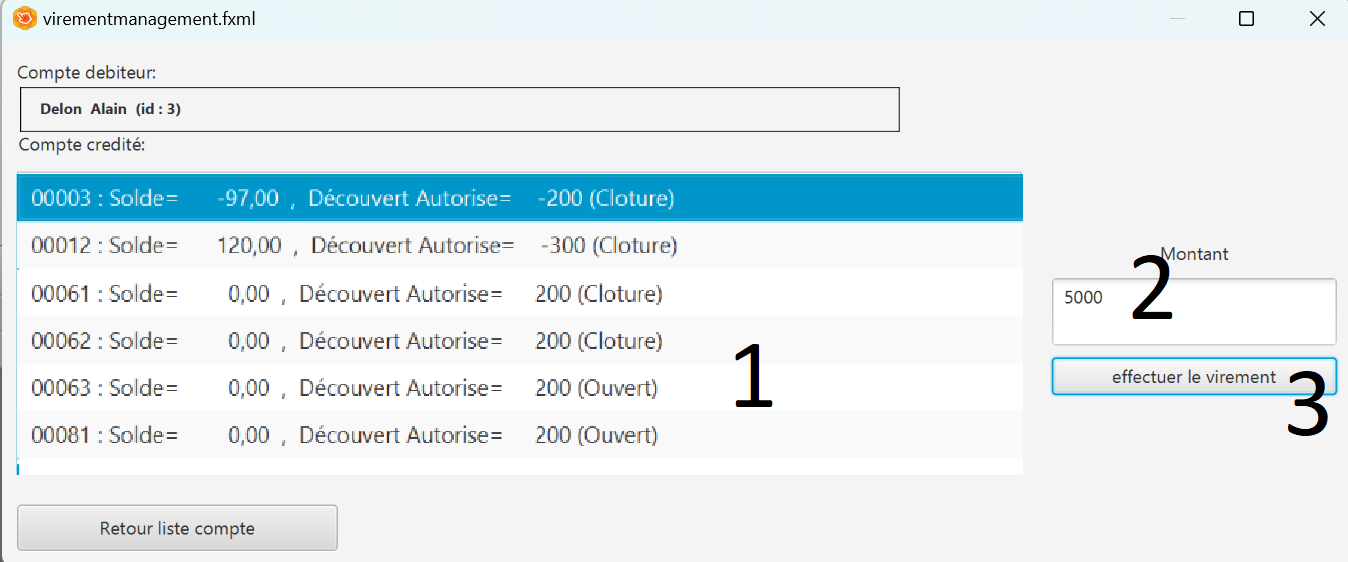 virementmanagement.fxml
Compte debiteur:
Delon Alain (id : 3)
Compte credité:
00003 : Solde= -97,00 , Découvert Autorise= -200 (Cloture)
00012 : Solde= 120,00 , Découvert Autorise= -300 (Cloture)
00061 : Solde= 0,00 , Découvert Autorise= 200 (Cloture)
00062 : Solde= 0,00 , Découvert Autorise= 200 (Cloture)
00063 : Solde= 0,00 , Découvert Autorise= 200 (Ouvert)
00081 : Solde= 0,00 , Découvert Autorise= 200 (Ouvert)
1
Montant
2
5000
effectuer le virement
3
Retour liste compte